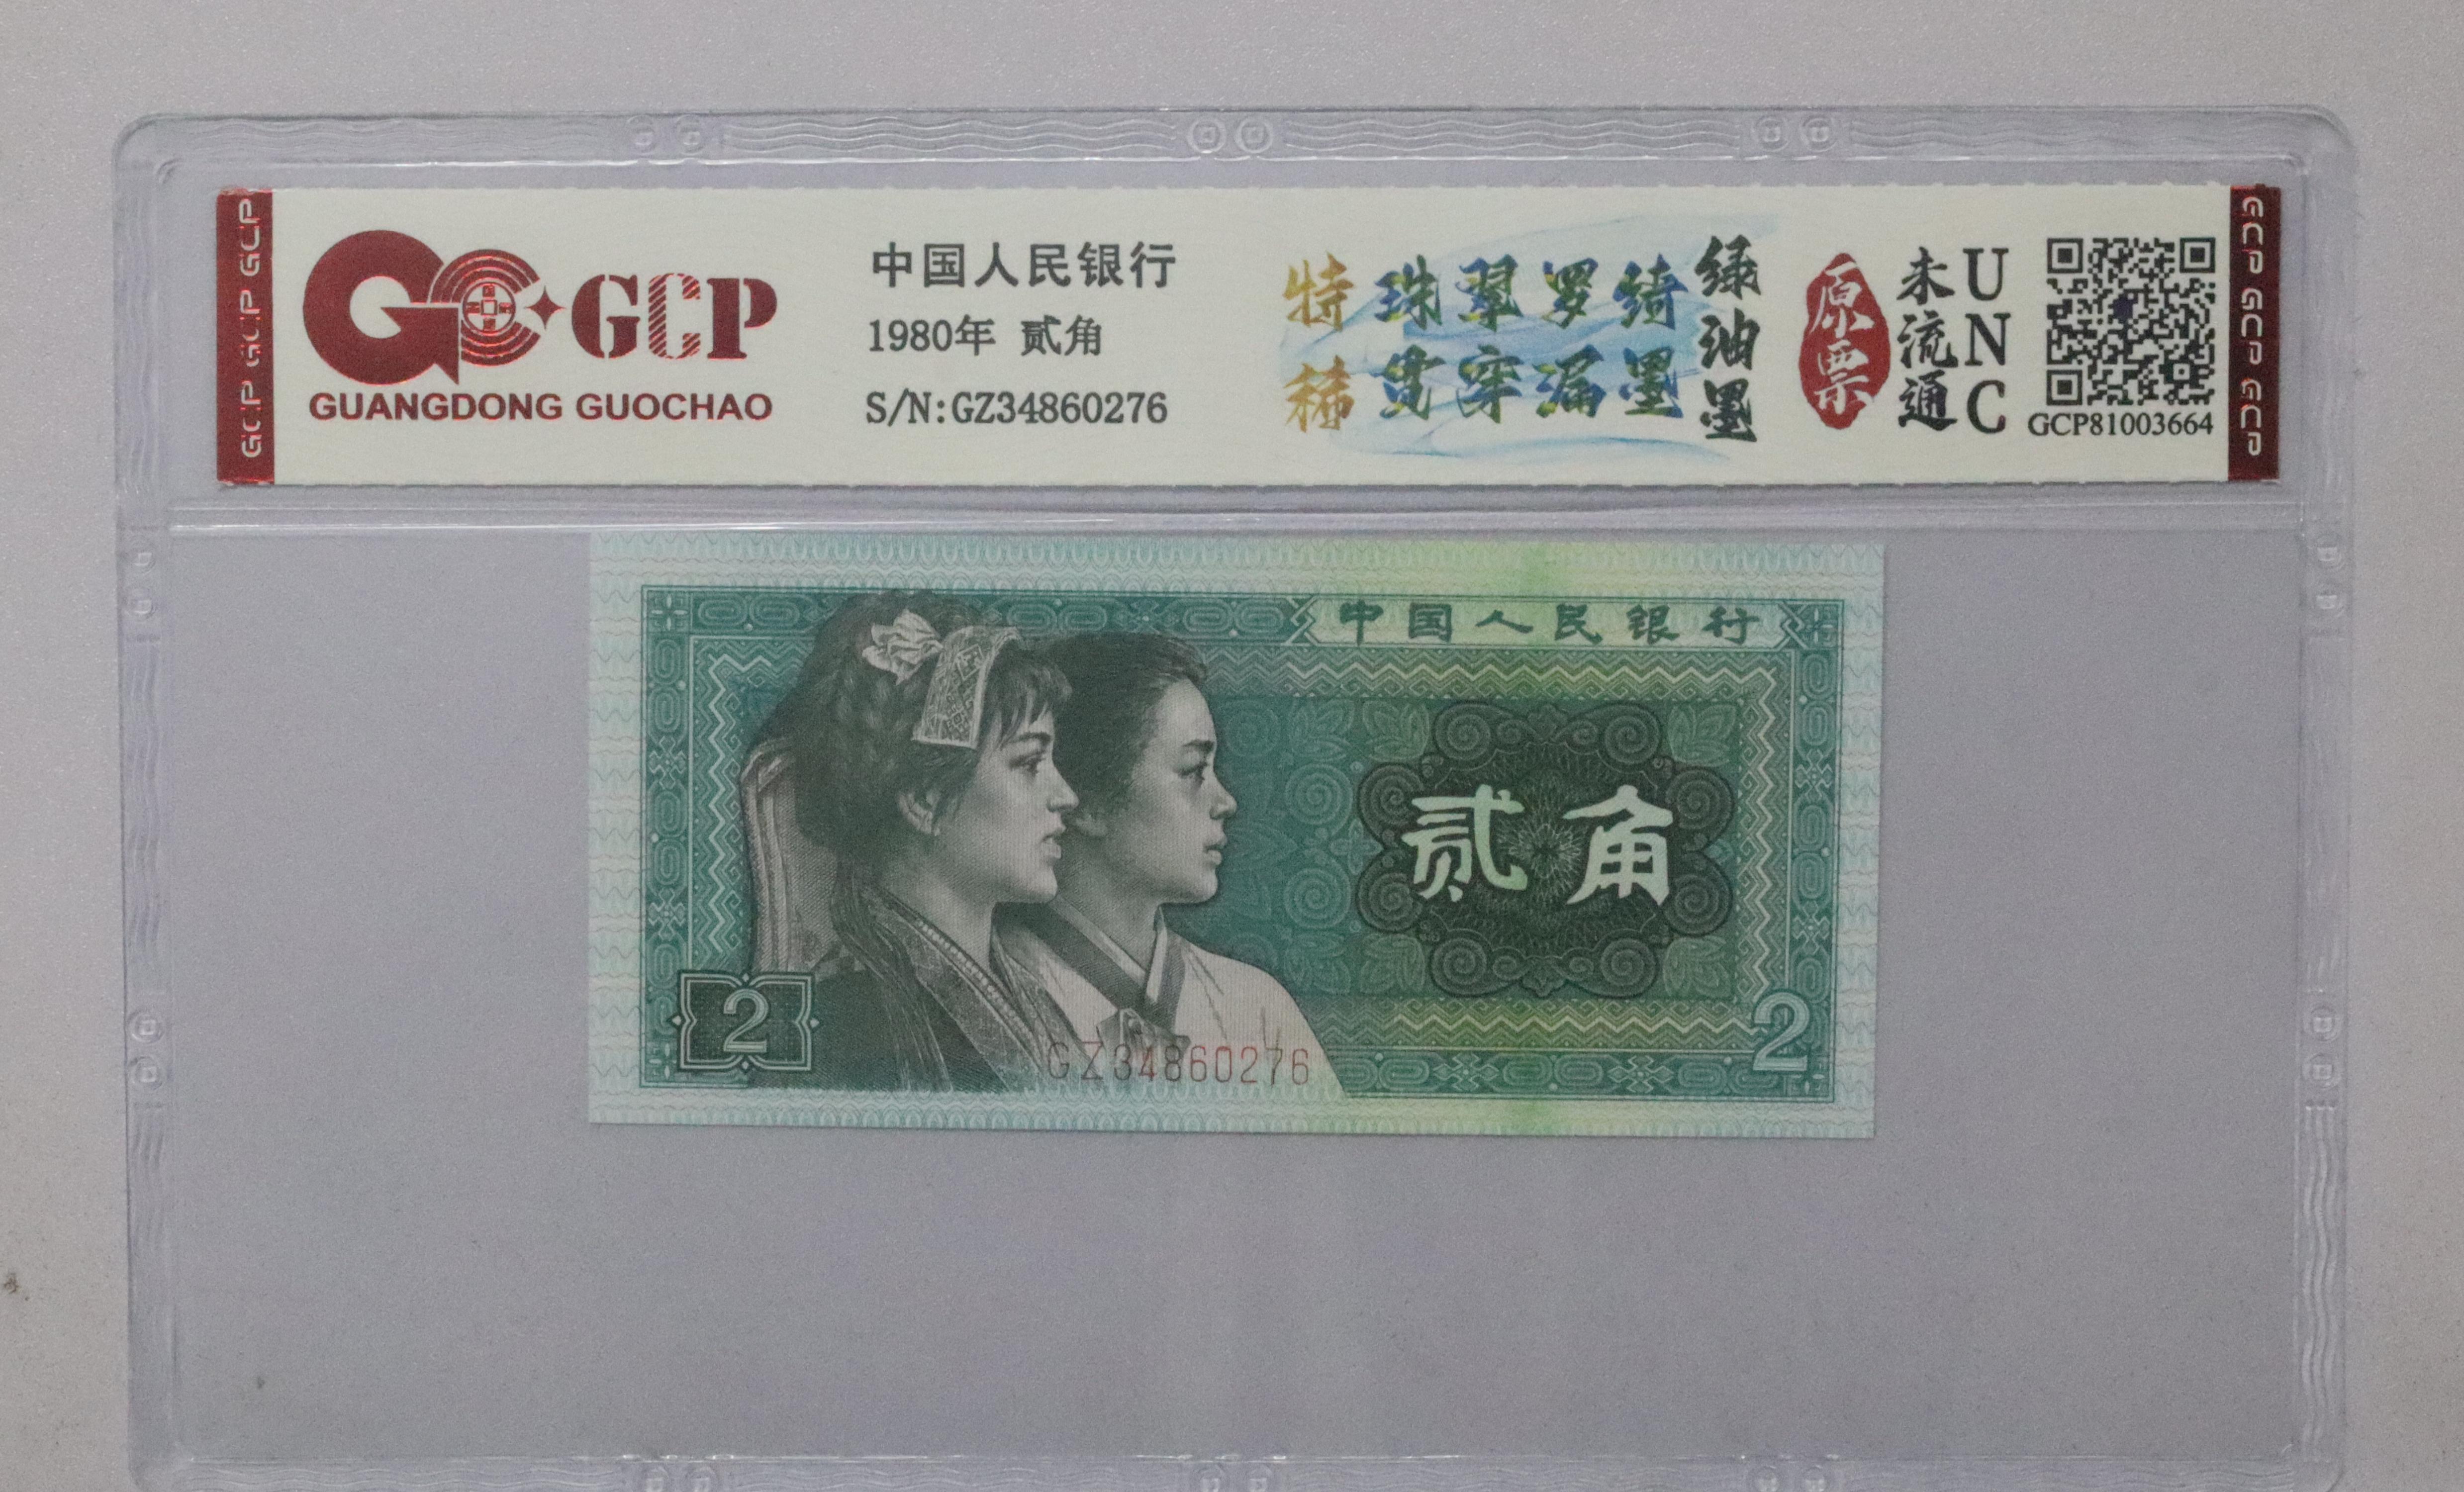 GCP GCP GCP
GCP
GUANGDONG GUOCHAO
中国人民银行
1980年 贰角
S/N:GZ34860276
特稀
珠翠罗绮
贯穿漏墨
绿油墨
原票
未流通
UNC
GCP81003664
GCP GCP GCP
中国人民银行
贰角
2
GZ34860276
2